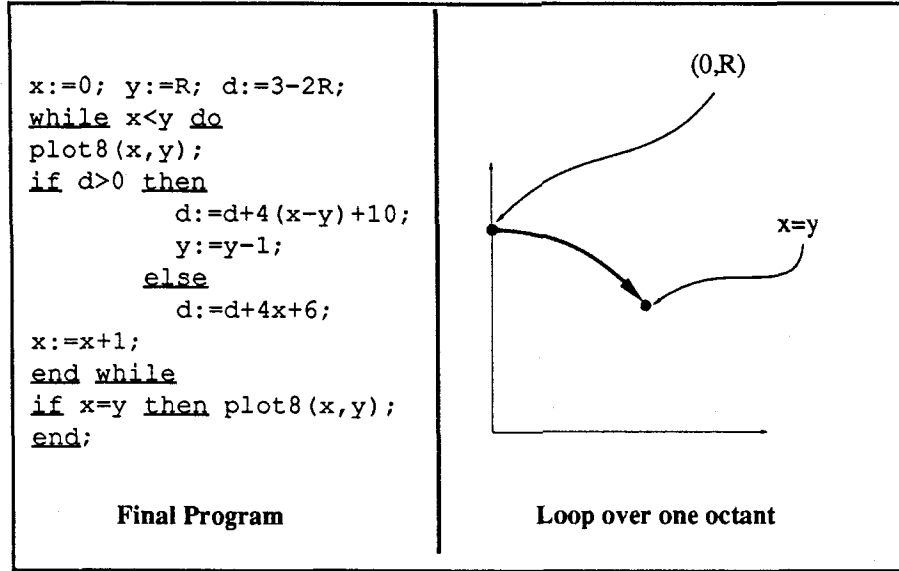 x:=0; y:=R; d:=3-2R;
while x<y do
plot8(x,y);
if d>0 then
d:=d+4(x-y)+10;
y:=y-1;
else
d:=d+4x+6;
x:=x+1;
end while
if x=y then plot8(x,y);
end;
Final Program
(0,R)
x=y
Loop over one octant